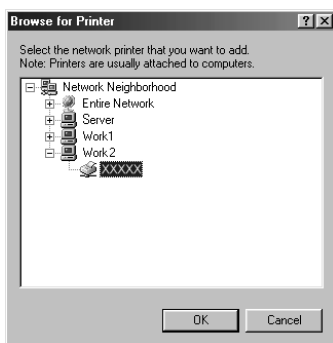 Browse for Printer
Select the network printer that you want to add.
Note: Printers are usually attached to computers.
Network Neighborhood
Entire Network
Server
Work1
Work2
XXXXX
OK Cancel